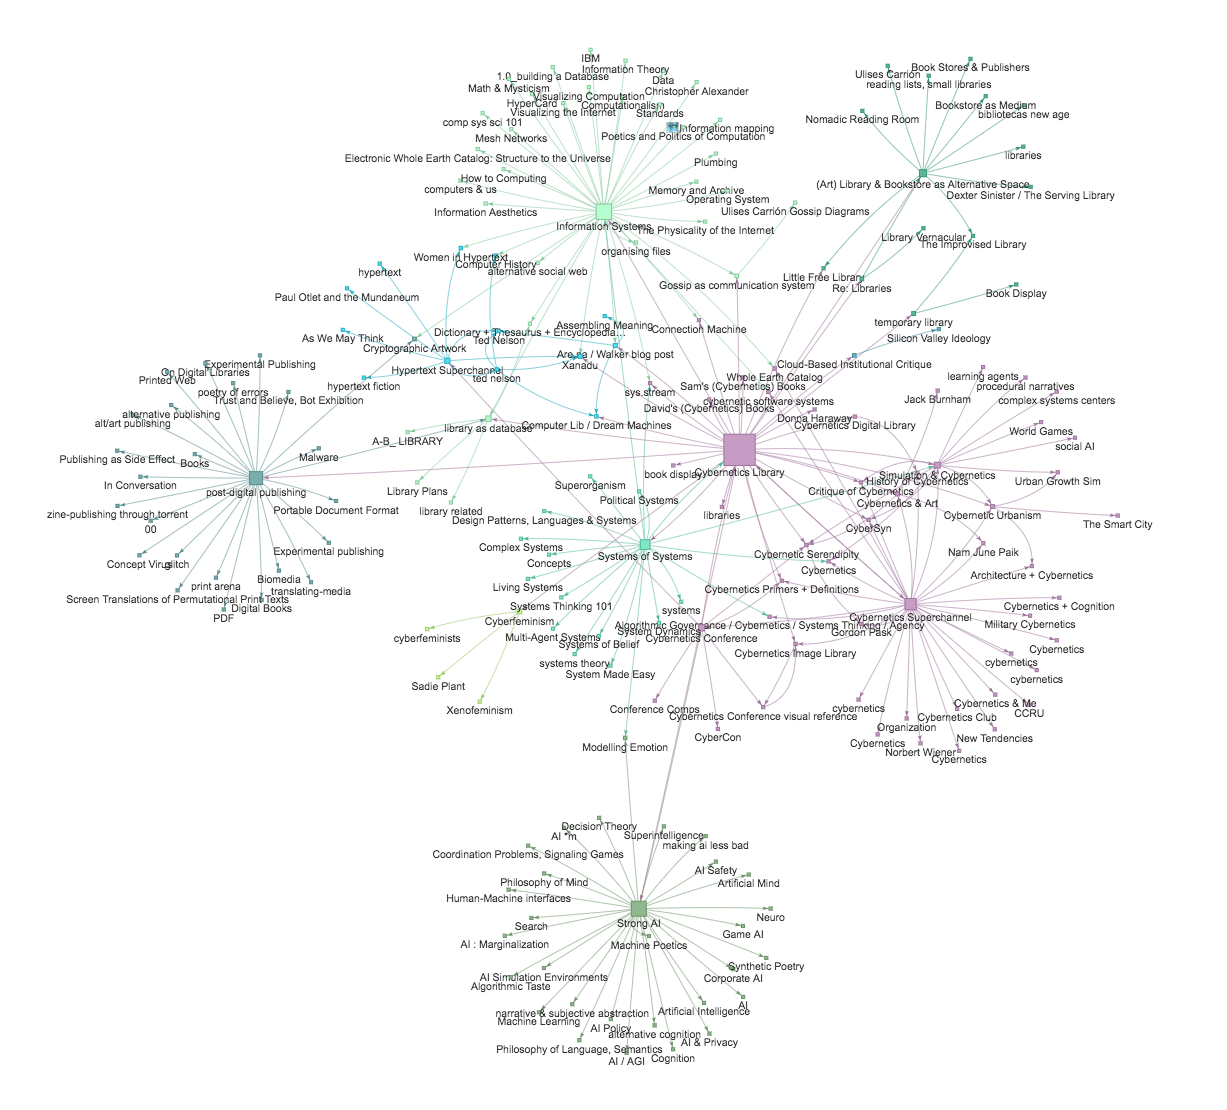 IBM
Information Theory
1.0_building a Database
Data
Math & Mysticism
Christopher Alexander
Visualizing Computation
HyperCard
Computationalism
Visualizing the Internet
Standards
comp sys sci 101
Information mapping
Mesh Networks
Poetics and Politics of Computation
Electronic Whole Earth Catalog: Structure to the Universe
Plumbing
How to Computing
computers & us
Memory and Archive
Operating System
Information Aesthetics
Ulises Carrión Gossip Diagrams
Information Systems
The Physicality of the Internet
organising files
Book Stores & Publishers
Ulises Carrión
reading lists, small libraries
Bookstore as Medium
bibliotecas new age
Nomadic Reading Room
libraries
(Art) Library & Bookstore as Alternative Space
Dexter Sinister / The Serving Library
Library Vernacular
The Improvised Library
Little Free Library
Re: Libraries
Book Display
temporary library
Silicon Valley Ideology
Women in Hypertext
Computer History
alternative social web
hypertext
Gossip as communication system
Paul Otlet and the Mundaneum
As We May Think
Dictionary + Thesaurus + Encyclopedia...
Assembling Meaning
Connection Machine
Ted Nelson
Cryptographic Artwork
Are.na / Walker blog post
Xanadu
Cloud-Based Institutional Critique
Hypertext Superchannel
ted nelson
hypertext fiction
Whole Earth Catalog
Sam's (Cybernetic) Books
sys.stream
cybernetic software systems
David's (Cybernetics) Books
Donna Haraway
Cybernetics Digital Library
library as database
Computer Lib / Dream Machines
A-B_ LIBRARY
Library Plans
library related
Experimental Publishing
On Digital Libraries
Printed Web
poetry of errors
Trust and Believe, Bot Exhibition
alternative publishing
alt/art publishing
Publishing as Side Effect
Books
Malware
In Conversation
post-digital publishing
zine-publishing through torrent
Portable Document Format
00
Experimental publishing
Concept Virus
glitch
print arena
Biomedia
translating-media
Screen Translations of Permutational Print Texts
Digital Books
PDF
learning agents
procedural narratives
Jack Burnham
complex systems centers
World Games
social AI
Cybernetics Library
book display
Simulation & Cybernetics
History of Cybernetics
Urban Growth Sim
Critique of Cybernetics
Cybernetics & Art
libraries
CyberSyn
Cybernetic Urbanism
The Smart City
Superorganism
Political Systems
Design Patterns, Languages & Systems
Complex Systems
Systems of Systems
Concepts
Cybernetic Serendipity
Cybernetics
Nam June Paik
Architecture + Cybernetics
Living Systems
Cybernetics Primers + Definitions
Systems Thinking 101
systems
Cyberfeminism
cyberfeminists
Multi-Agent Systems
Systems of Belief
System Dynamics
Algorithmic Governance / Cybernetics / Systems Thinking / Agency
Cybernetics Conference
Gordon Pask
Cybernetics Superchannel
Cybernetics + Cognition
Military Cybernetics
Cybernetics
cybernetics
cybernetics
Cybernetics Image Library
systems theory
System Made Easy
Sadie Plant
Xenofeminism
Conference Comps
Cybernetics Conference visual reference
CyberCon
cybernetics
Cybernetics & Me
CCRU
Cybernetics Club
Organization
New Tendencies
Cybernetics
Norbert Wiener
Cybernetics
Modelling Emotion
Decision Theory
AI *m
Superintelligence
making ai less bad
Coordination Problems, Signaling Games
AI Safety
Philosophy of Mind
Artificial Mind
Human-Machine interfaces
Neuro
Search
Strong AI
Game AI
AI : Marginalization
Machine Poetics
Synthetic Poetry
AI Simulation Environments
Corporate AI
Algorithmic Taste
AI
narrative & subjective abstraction
Artificial Intelligence
Machine Learning
AI Policy
alternative cognition
AI & Privacy
Philosophy of Language, Semantics
Cognition
AI / AGI